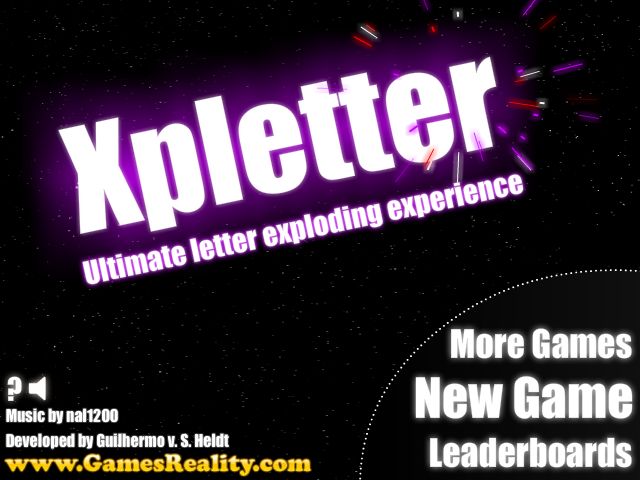 Xpletter
Ultimate letter exploding experience
More Games
New Game
Leaderboards
?
Music by nal1200
Developed by Guilhermo v. S. Heldt
www.GamesReality.com